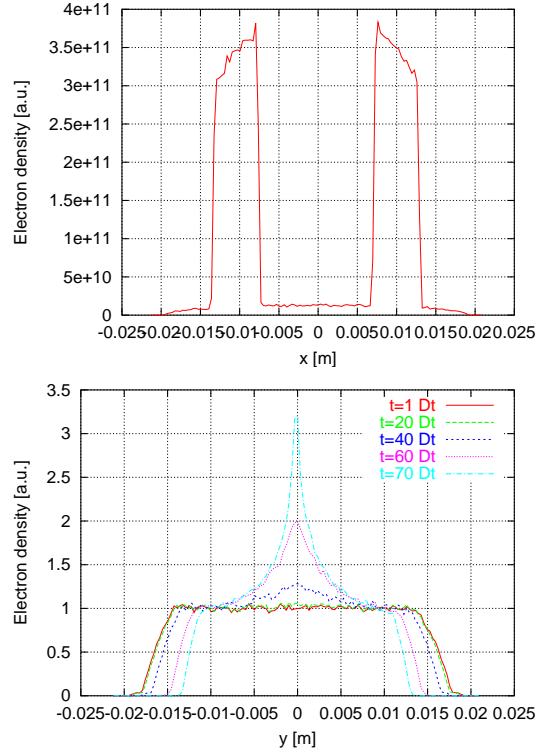 4e+11
3.5e+11
3e+11
2.5e+11
2e+11
1.5e+11
1e+11
5e+10
0
Electron density [a.u.]
-0.025 -0.02 -0.015 -0.01 -0.005 0 0.005 0.01 0.015 0.02 0.025
x [m]
3.5
3
2.5
2
1.5
1
0.5
0
Electron density [a.u.]
t=1 Dt
t=20 Dt
t=40 Dt
t=60 Dt
t=70 Dt
-0.025 -0.02 -0.015 -0.01 -0.005 0 0.005 0.01 0.015 0.02 0.025
y [m]